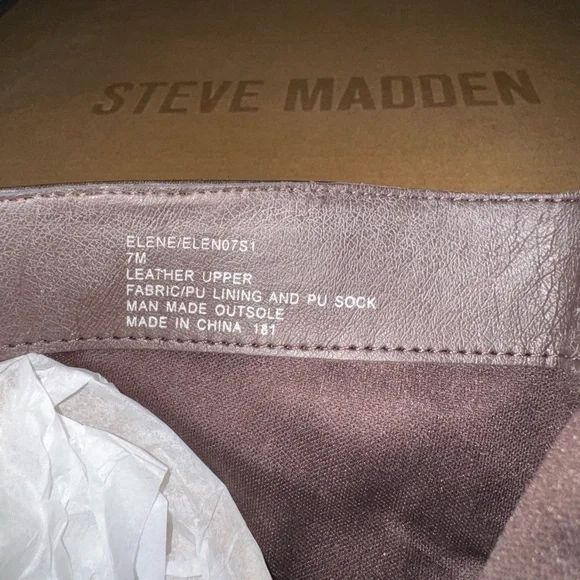 STEVE MADDEN
ELENE/ELEN07S1
7M
LEATHER UPPER
FABRIC/PU LINING AND PU SOCK
MAN MADE OUTSOLE
MADE IN CHINA 181